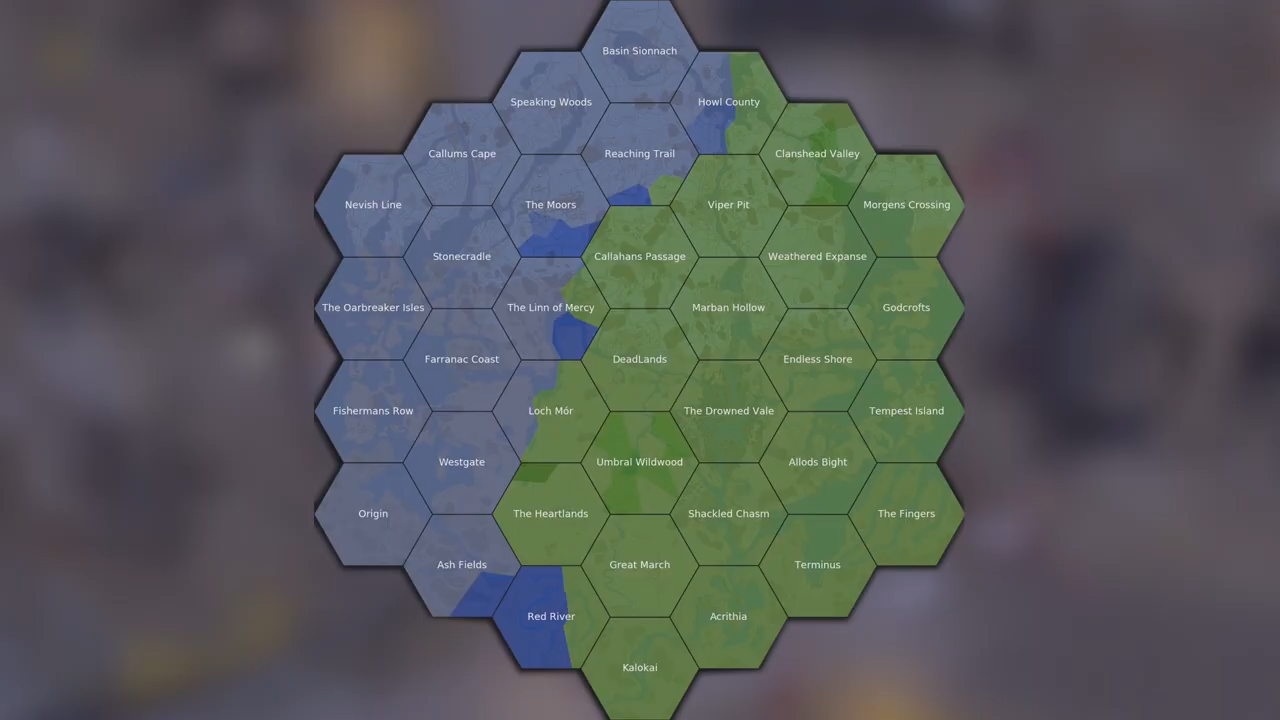 Basin Sionnach
Speaking Woods
Howl County
Callums Cape
Reaching Trail
Clanshead Valley
Nevish Line
The Moors
Viper Pit
Morgens Crossing
Stonecradle
Callahans Passage
Weathered Expanse
The Oarbreaker Isles
The Linn of Mercy
Marban Hollow
Godcrofts
Farranac Coast
DeadLands
Endless Shore
Fishermans Row
Loch Mór
The Drowned Vale
Tempest Island
Westgate
Umbral Wildwood
Allods Bight
Origin
The Heartlands
Shackled Chasm
The Fingers
Ash Fields
Great March
Terminus
Red River
Acrithia
Kalokai